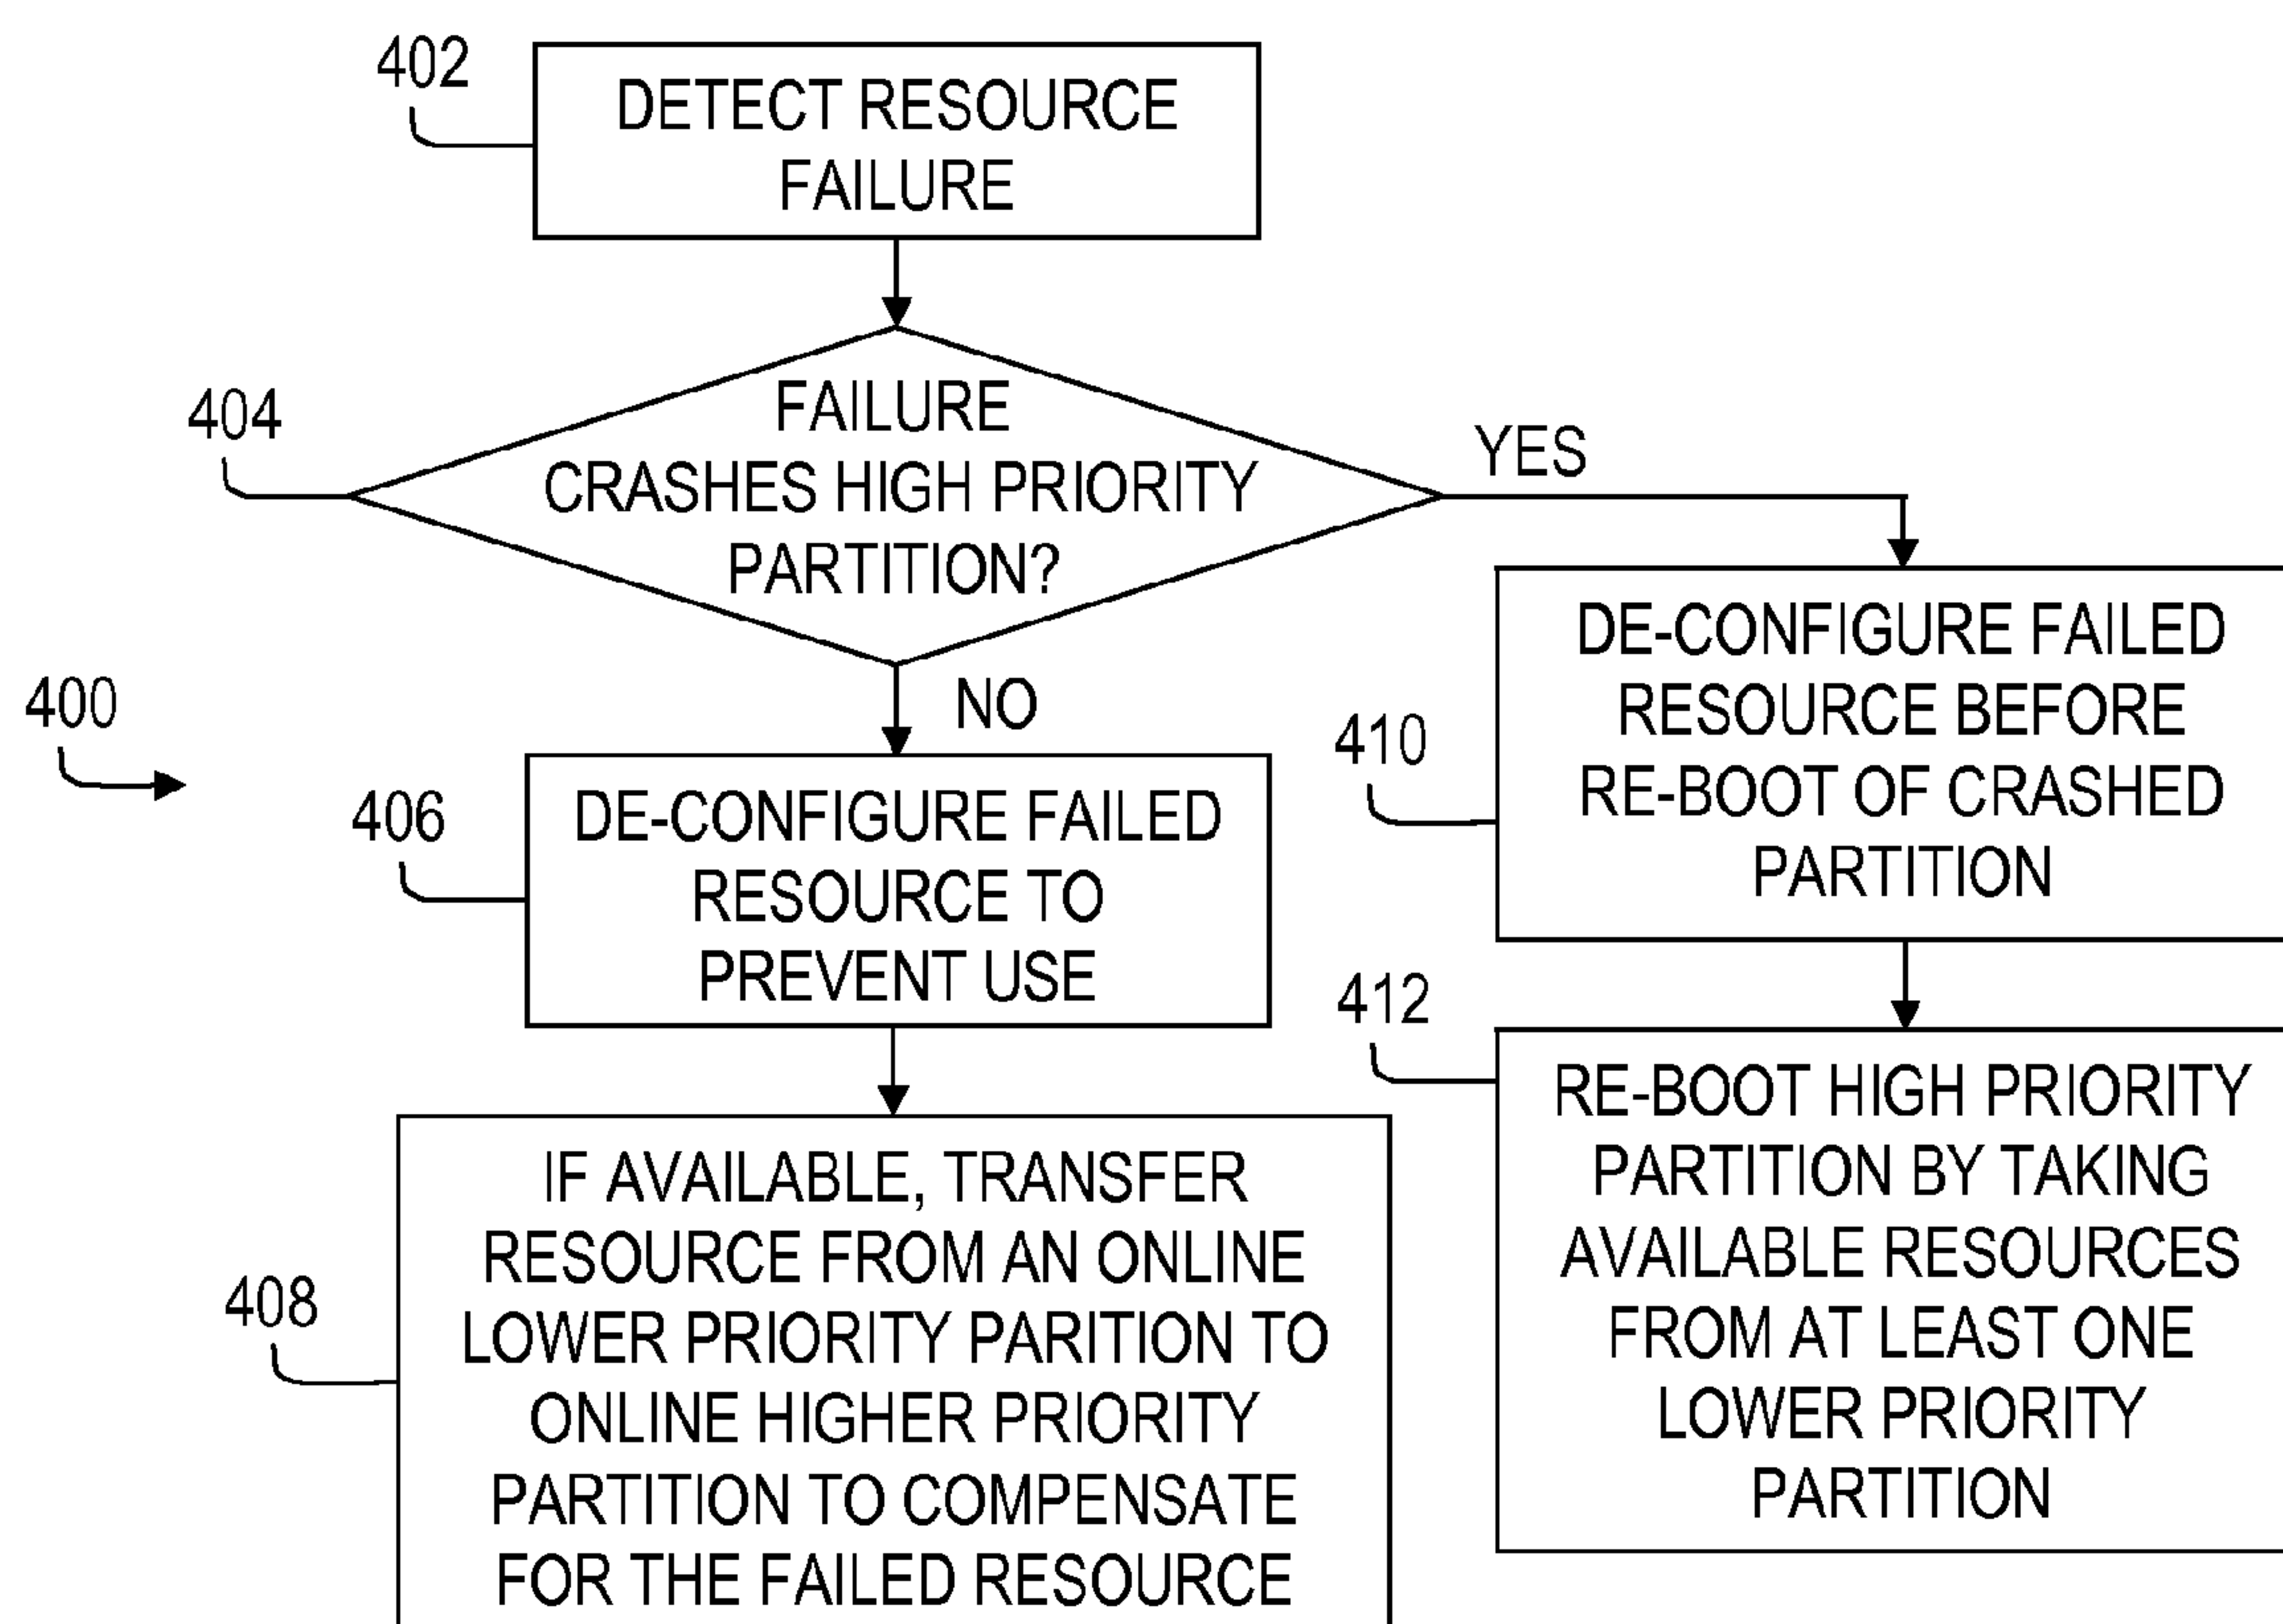 402
DETECT RESOURCE
FAILURE
404
FAILURE
CRASHES HIGH PRIORITY
PARTITION?
YES
NO
400
406
DE-CONFIGURE FAILED
RESOURCE TO
PREVENT USE
408
IF AVAILABLE, TRANSFER
RESOURCE FROM AN ONLINE
LOWER PRIORITY PARITION TO
ONLINE HIGHER PRIORITY
PARTITION TO COMPENSATE
FOR THE FAILED RESOURCE
410
DE-CONFIGURE FAILED
RESOURCE BEFORE
RE-BOOT OF CRASHED
PARTITION
412
RE-BOOT HIGH PRIORITY
PARTITION BY TAKING
AVAILABLE RESOURCES
FROM AT LEAST ONE
LOWER PRIORITY
PARTITION